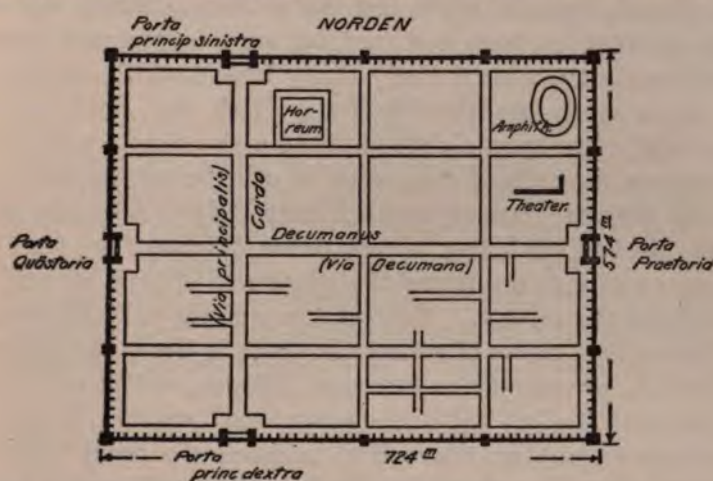 Porta
princip sinistra
NORDEN
Hor-
reum
Amphith.
(Via principalis)
Cardo
Theater.
Decumanus
(Via Decumana)
Porta
Quästoria
Porta
Praetoria
574 m
Porta
princ dextra
724 m